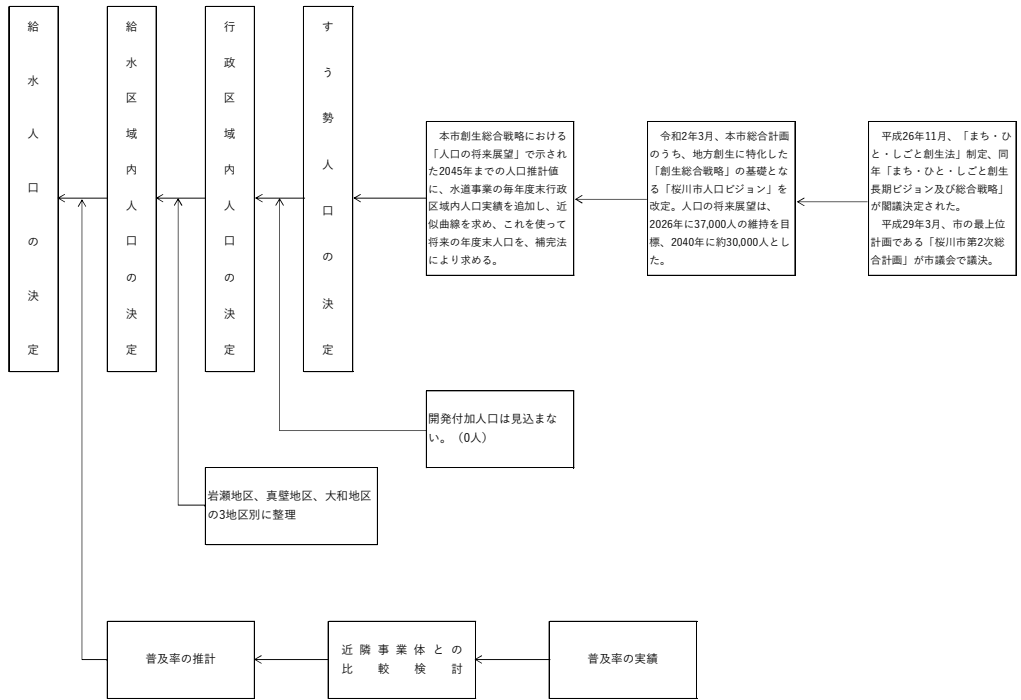 給水人口の決定
給水区域内人口の決定
行政区域内人口の決定
すう勢人口の決定
本市創生総合戦略における
「人口の将来展望」で示され
た2045年までの人口推計値
に、水道事業の毎年度末行政
区域内人口実績を追加し、近
似曲線を求め、これを使って
将来の年度末人口を、補完法
により求める。
令和2年3月、本市総合計画
のうち、地方創生に特化した
「創生総合戦略」の基礎と
なる「桜川市人口ビジョン」を
改定。人口の将来展望は、
2026年に37,000人の維持を目
標、2040年に約30,000人とし
た。
平成26年11月、「まち・ひ
と・しごと創生法」制定、同
年「まち・ひと・しごと創生
長期ビジョン及び総合戦略」
が閣議決定された。
平成29年3月、市の最上位
計画である「桜川市第2次総
合計画」が市議会で議決。
開発付加人口は見込まな
い。（0人）
岩瀬地区、真壁地区、大和地区
の3地区別に整理
普及率の推計
近隣事業体との
比較検討
普及率の実績